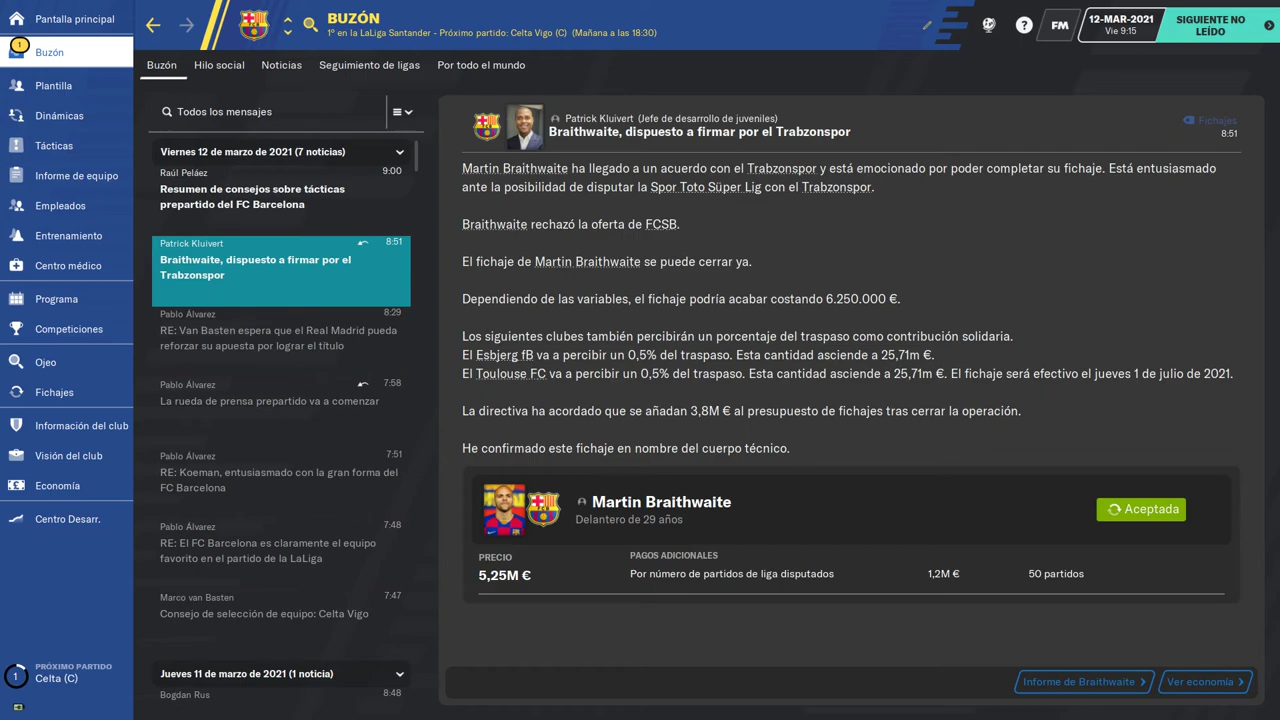 Pantalla principal
1
Buzón
Plantilla
Dinámicas
Tácticas
Informe de equipo
Empleados
Entrenamiento
Centro médico
Programa
Competiciones
Ojeo
Fichajes
Información del club
Visión del club
Economía
Centro Desarr.
1
PRÓXIMO PARTIDO
Celta (C)
BUZÓN
1º en la LaLiga Santander - Próximo partido: Celta Vigo (C) (Mañana a las 18:30)
?
FM
12-MAR-2021
Vie 9:15
SIGUIENTE NO
LEÍDO
Buzón
Hilo social
Noticias
Seguimiento de ligas
Por todo el mundo
Todos los mensajes
Viernes 12 de marzo de 2021 (7 noticias)
Raúl Peláez 9:00
Resumen de consejos sobre tácticas
prepartido del FC Barcelona
Patrick Kluivert 8:51
Braithwaite, dispuesto a firmar por el
Trabzonspor
Pablo Álvarez 8:29
RE: Van Basten espera que el Real Madrid pueda
reforzar su apuesta por lograr el título
Pablo Álvarez 7:58
La rueda de prensa prepartido va a comenzar
Pablo Álvarez 7:51
RE: Koeman, entusiasmado con la gran forma del
FC Barcelona
Pablo Álvarez 7:48
RE: El FC Barcelona es claramente el equipo
favorito en el partido de la LaLiga
Marco van Basten 7:47
Consejo de selección de equipo: Celta Vigo
Jueves 11 de marzo de 2021 (1 noticia)
Bogdan Rus 8:48
Patrick Kluivert (Jefe de desarrollo de juveniles)
Braithwaite, dispuesto a firmar por el Trabzonspor
Fichajes
8:51
Martin Braithwaite ha llegado a un acuerdo con el Trabzonspor y está emocionado por poder completar su fichaje. Está entusiasmado
ante la posibilidad de disputar la Spor Toto Süper Lig con el Trabzonspor.
Braithwaite rechazó la oferta de FCSB.
El fichaje de Martin Braithwaite se puede cerrar ya.
Dependiendo de las variables, el fichaje podría acabar costando 6.250.000 €.
Los siguientes clubes también percibirán un porcentaje del traspaso como contribución solidaria.
El Esbjerg fB va a percibir un 0,5% del traspaso. Esta cantidad asciende a 25,71m €.
El Toulouse FC va a percibir un 0,5% del traspaso. Esta cantidad asciende a 25,71m €. El fichaje será efectivo el jueves 1 de julio de 2021.
La directiva ha acordado que se añadan 3,8M € al presupuesto de fichajes tras cerrar la operación.
He confirmado este fichaje en nombre del cuerpo técnico.
Martin Braithwaite
Delantero de 29 años
Aceptada
PRECIO
5,25M €
PAGOS ADICIONALES
Por número de partidos de liga disputados 1,2M € 50 partidos
Informe de Braithwaite
Ver economía